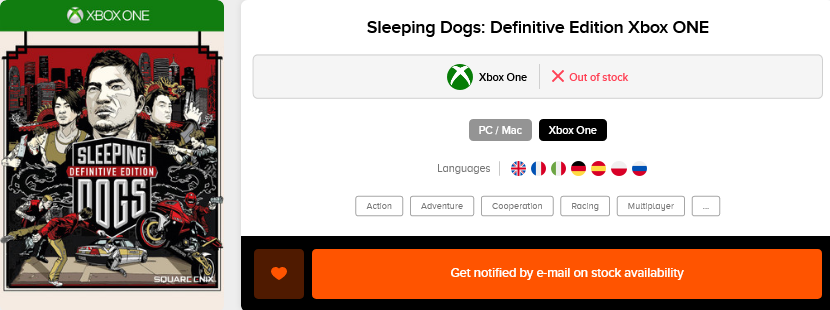 XBOX ONE
SLEEPING
DEFINITIVE EDITION
DOGS
SQUARE ENIX
Sleeping Dogs: Definitive Edition Xbox ONE
Xbox One
Out of stock
PC / Mac
Xbox One
Languages
Action
Adventure
Cooperation
Racing
Multiplayer
...
Get notified by e-mail on stock availability